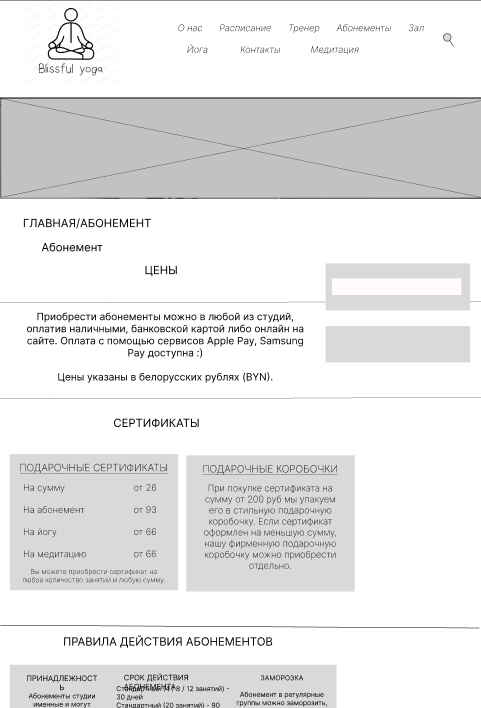 О нас Расписание Тренер Абонементы Зал
Йога Контакты Медитация
Blissful yoga
ГЛАВНАЯ/АБОНЕМЕНТ
Абонемент
ЦЕНЫ
Приобрести абонементы можно в любой из студий,
оплатив наличными, банковской картой либо онлайн на
сайте. Оплата с помощью сервисов Apple Pay, Samsung
Pay доступна :)
Цены указаны в белорусских рублях (BYN).
СЕРТИФИКАТЫ
ПОДАРОЧНЫЕ СЕРТИФИКАТЫ
На сумму от 26
На абонемент от 93
На йогу от 66
На медитацию от 66
Вы можете приобрести сертификат на
любое количество занятий и любую сумму.
ПОДАРОЧНЫЕ КОРОБОЧКИ
При покупке сертификата на
сумму от 200 руб мы упакуем
его в стильную подарочную
коробочку. Если сертификат
оформлен на меньшую сумму,
нашу фирменную подарочную
коробочку можно приобрести
отдельно.
ПРАВИЛА ДЕЙСТВИЯ АБОНЕМЕНТОВ
ПРИНАДЛЕЖНОСТ
Ь
Абонементы студии
именные и могут
СРОК ДЕЙСТВИЯ
АБОНЕМЕНТА
Стандартный (4 / 8 / 12 занятий) -
30 дней
Стандартный (20 занятий) - 90
ЗАМОРОЗКА
Абонемент в регулярные
группы можно заморозить,